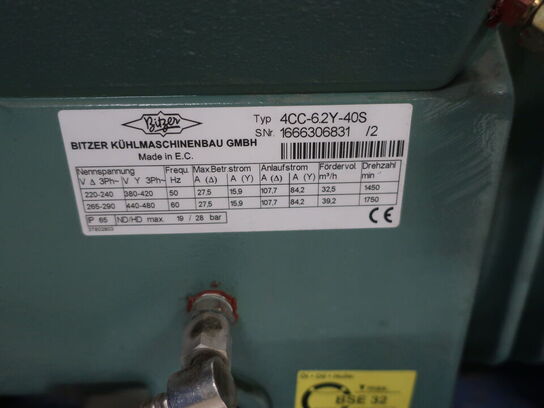 Bitzer
Typ 4CC-6.2Y-40S
S.Nr. 1666306831 /2
BITZER KÜHLMASCHINENBAU GMBH
Made in E.C.
Nennspannung Frequ. Max.Betr.strom Anlaufstrom Fördervol. Drehzahl
V Δ 3Ph~ V Y 3Ph~ Hz A (Δ) A (Y) A (Δ) A (Y) m³/h min
220-240 380-420 50 27,5 15,9 107,7 84,2 32,5 1450
265-290 440-480 60 27,5 15,9 107,7 84,2 39,2 1750
IP 65 ND/HD max. 19 / 28 bar
CE
BSE 32